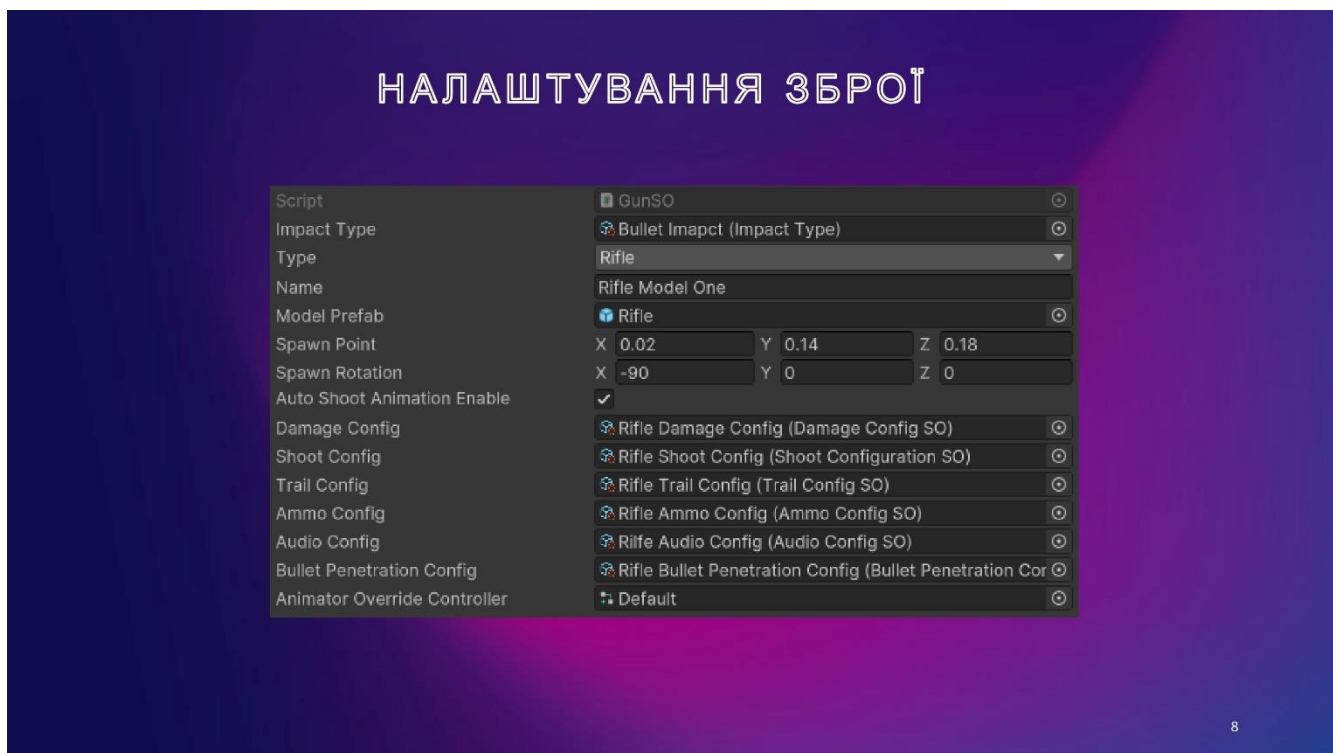 НАЛАШТУВАННЯ ЗБРОЇ
Script GunSO
Impact Type Bullet Imapct (Impact Type)
Type Rifle
Name Rifle Model One
Model Prefab Rifle
Spawn Point X 0.02 Y 0.14 Z 0.18
Spawn Rotation X -90 Y 0 Z 0
Auto Shoot Animation Enable
Damage Config Rifle Damage Config (Damage Config SO)
Shoot Config Rifle Shoot Config (Shoot Configuration SO)
Trail Config Rifle Trail Config (Trail Config SO)
Ammo Config Rifle Ammo Config (Ammo Config SO)
Audio Config Rilfe Audio Config (Audio Config SO)
Bullet Penetration Config Rifle Bullet Penetration Config (Bullet Penetration Cor
Animator Override Controller Default
8